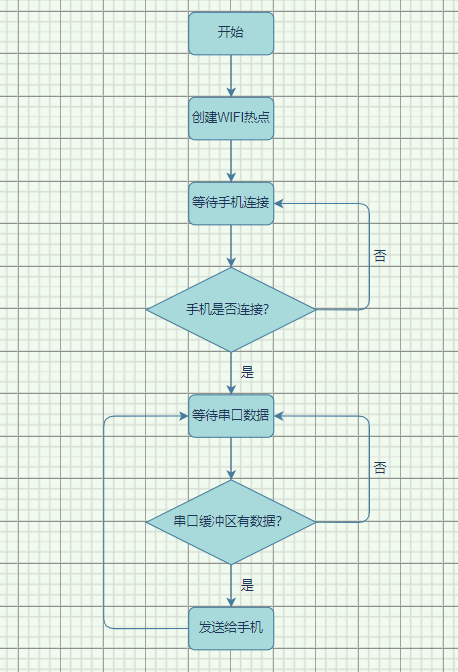 开始
创建WIFI热点
等待手机连接
否
手机是否连接?
是
等待串口数据
否
串口缓冲区有数据?
是
发送给手机